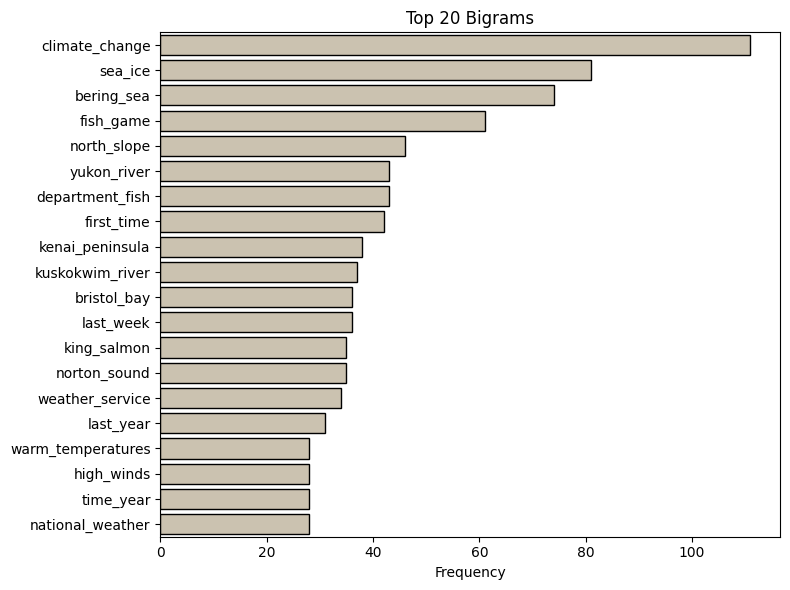 Top 20 Bigrams
climate_change
sea_ice
bering_sea
fish_game
north_slope
yukon_river
department_fish
first_time
kenai_peninsula
kuskokwim_river
bristol_bay
last_week
king_salmon
norton_sound
weather_service
last_year
warm_temperatures
high_winds
time_year
national_weather
0 20 40 60 80 100
Frequency